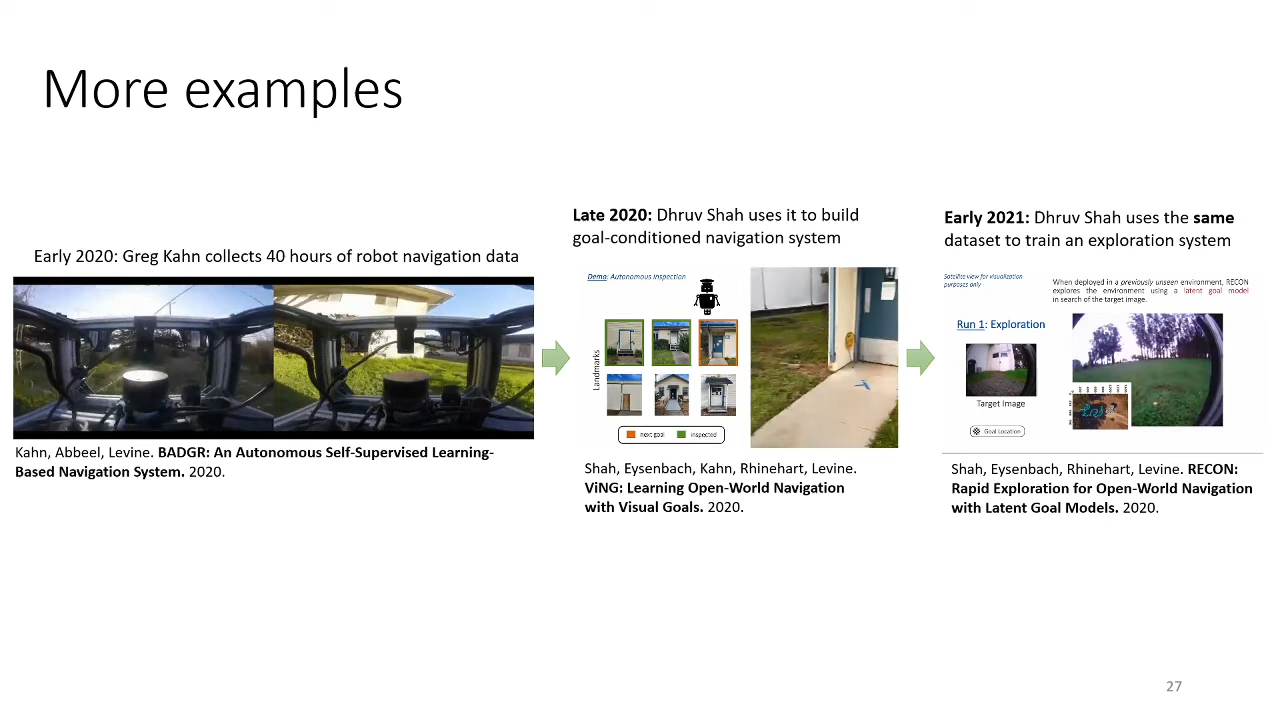 More examples
Early 2020: Greg Kahn collects 40 hours of robot navigation data
Kahn, Abbeel, Levine. BADGR: An Autonomous Self-Supervised Learning-
Based Navigation System. 2020.
Late 2020: Dhruv Shah uses it to build
goal-conditioned navigation system
Demo: Autonomous Inspection
Landmarks
next goal
inspected
Shah, Eysenbach, Kahn, Rhinehart, Levine.
ViNG: Learning Open-World Navigation
with Visual Goals. 2020.
Early 2021: Dhruv Shah uses the same
dataset to train an exploration system
Satellite view for visualization
purposes only
When deployed in a previously unseen environment, RECON
explores the environment using a latent goal model
in search of the target image.
Run 1: Exploration
Target Image
Goal Location
Shah, Eysenbach, Rhinehart, Levine. RECON:
Rapid Exploration for Open-World Navigation
with Latent Goal Models. 2020.
27